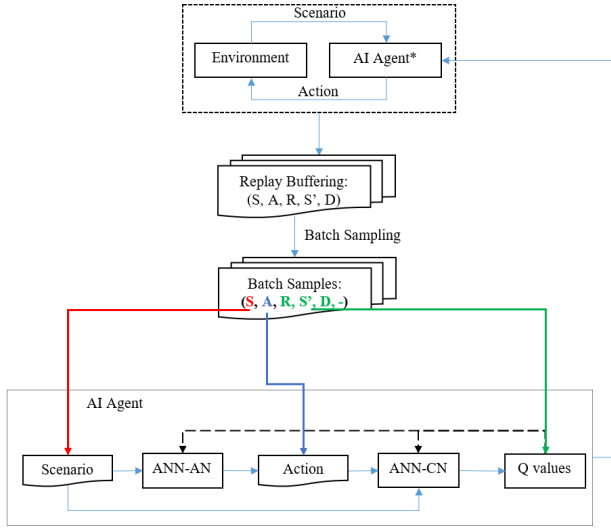 Scenario
Environment
AI Agent*
Action
Replay Buffering:
(S, A, R, S’, D)
Batch Sampling
Batch Samples:
(S, A, R, S’, D, -)
AI Agent
Scenario
ANN-AN
Action
ANN-CN
Q values